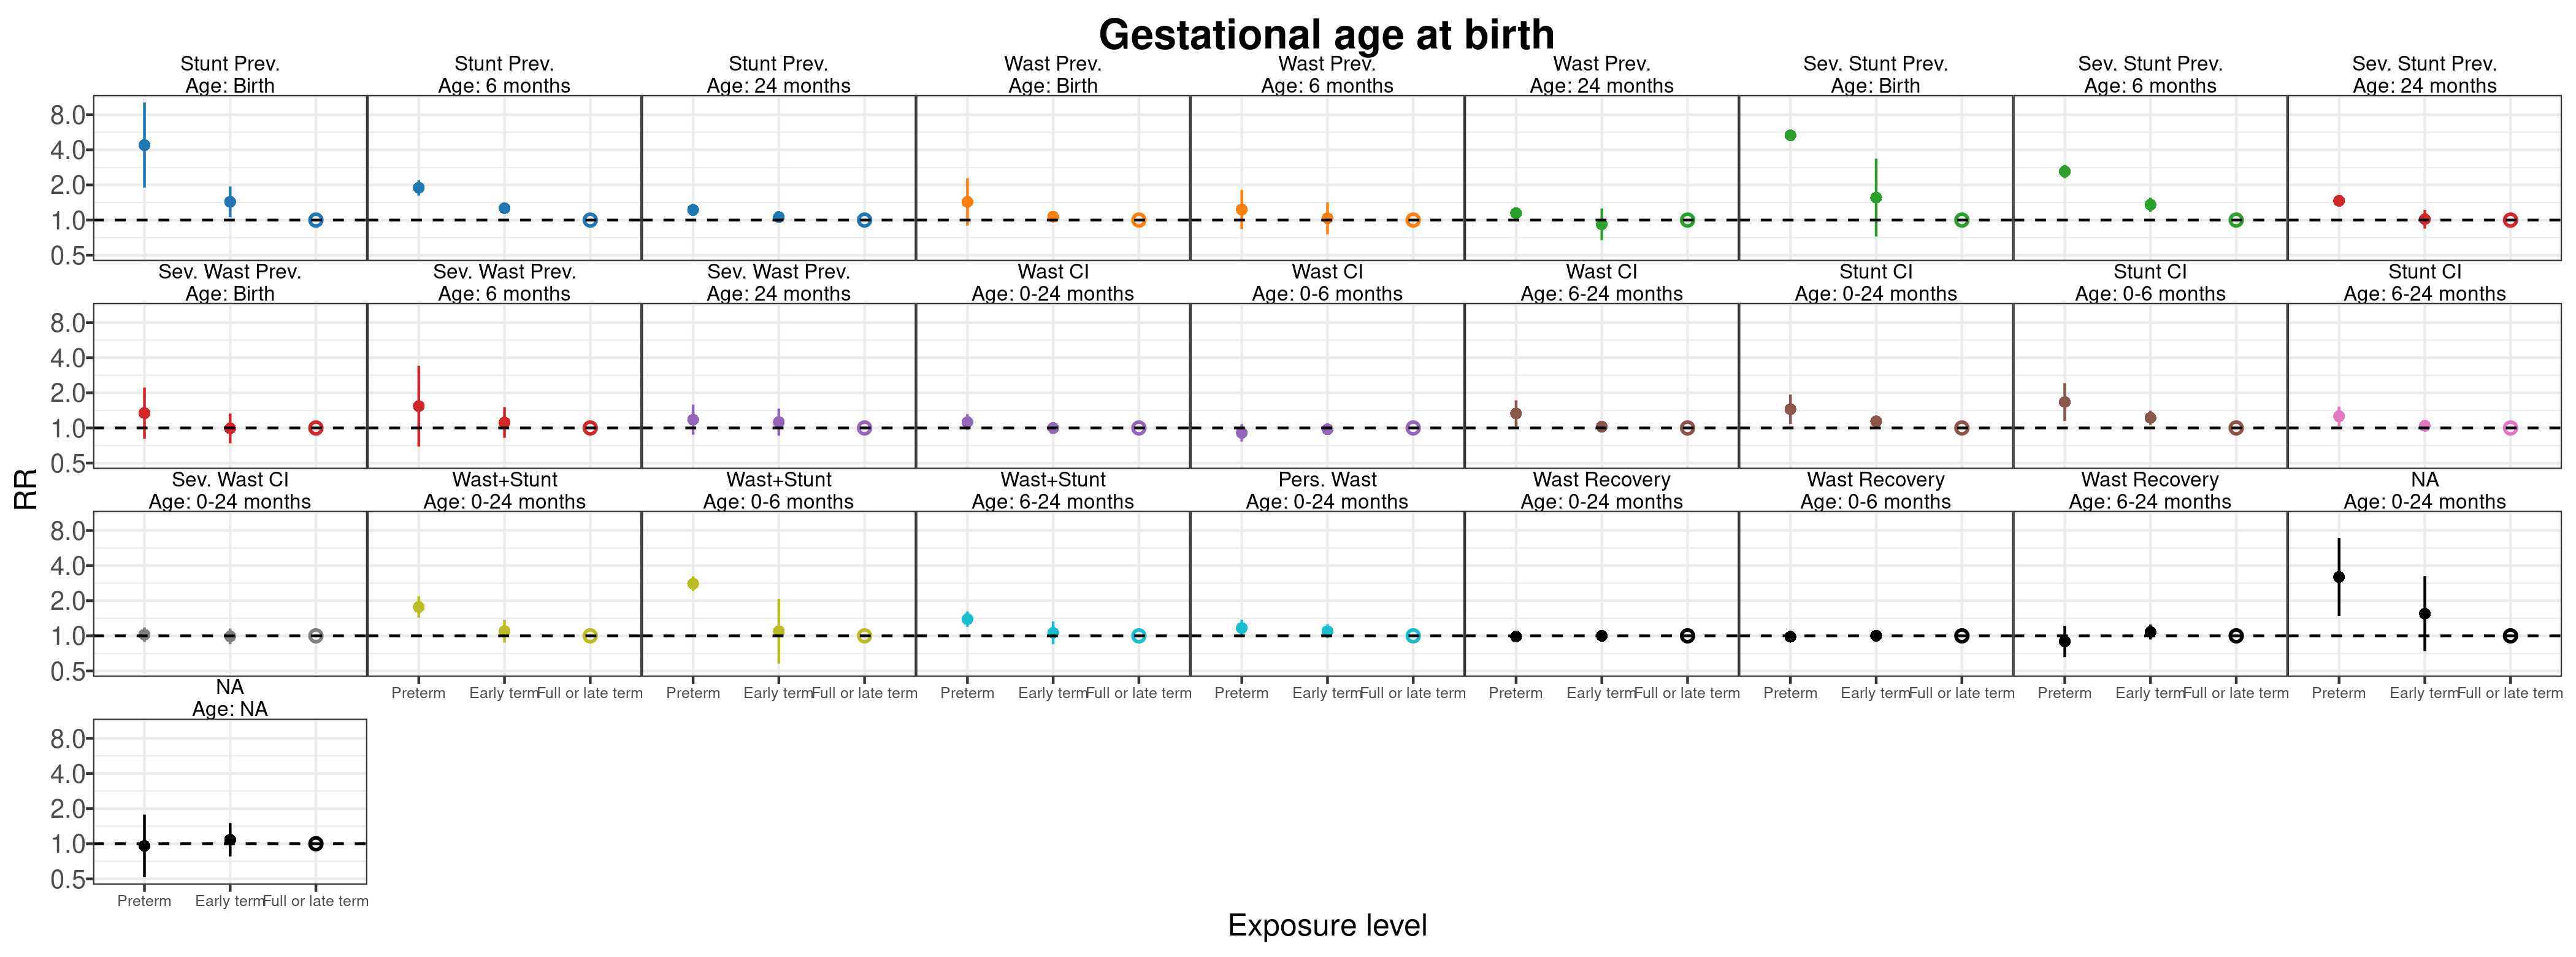 Gestational age at birth
Stunt Prev. Stunt Prev. Stunt Prev. Wast Prev. Wast Prev. Wast Prev. Sev. Stunt Prev. Sev. Stunt Prev. Sev. Stunt Prev.
Age: Birth Age: 6 months Age: 24 months Age: Birth Age: 6 months Age: 24 months Age: Birth Age: 6 months Age: 24 months
8.0
4.0
2.0
1.0
0.5
Sev. Wast Prev. Sev. Wast Prev. Sev. Wast Prev. Wast CI Wast CI Wast CI Stunt CI Stunt CI Stunt CI
Age: Birth Age: 6 months Age: 24 months Age: 0-24 months Age: 0-6 months Age: 6-24 months Age: 0-24 months Age: 0-6 months Age: 6-24 months
8.0
4.0
2.0
1.0
0.5
RR
Sev. Wast CI Wast+Stunt Wast+Stunt Wast+Stunt Pers. Wast Wast Recovery Wast Recovery Wast Recovery NA
Age: 0-24 months Age: 0-24 months Age: 0-6 months Age: 6-24 months Age: 0-24 months Age: 0-24 months Age: 0-6 months Age: 6-24 months Age: 0-24 months
8.0
4.0
2.0
1.0
0.5
Preterm Early term Full or late term Preterm Early term Full or late term Preterm Early term Full or late term Preterm Early term Full or late term Preterm Early term Full or late term Preterm Early term Full or late term Preterm Early term Full or late term Preterm Early term Full or late term
NA
Age: NA
8.0
4.0
2.0
1.0
0.5
Preterm Early term Full or late term
Exposure level